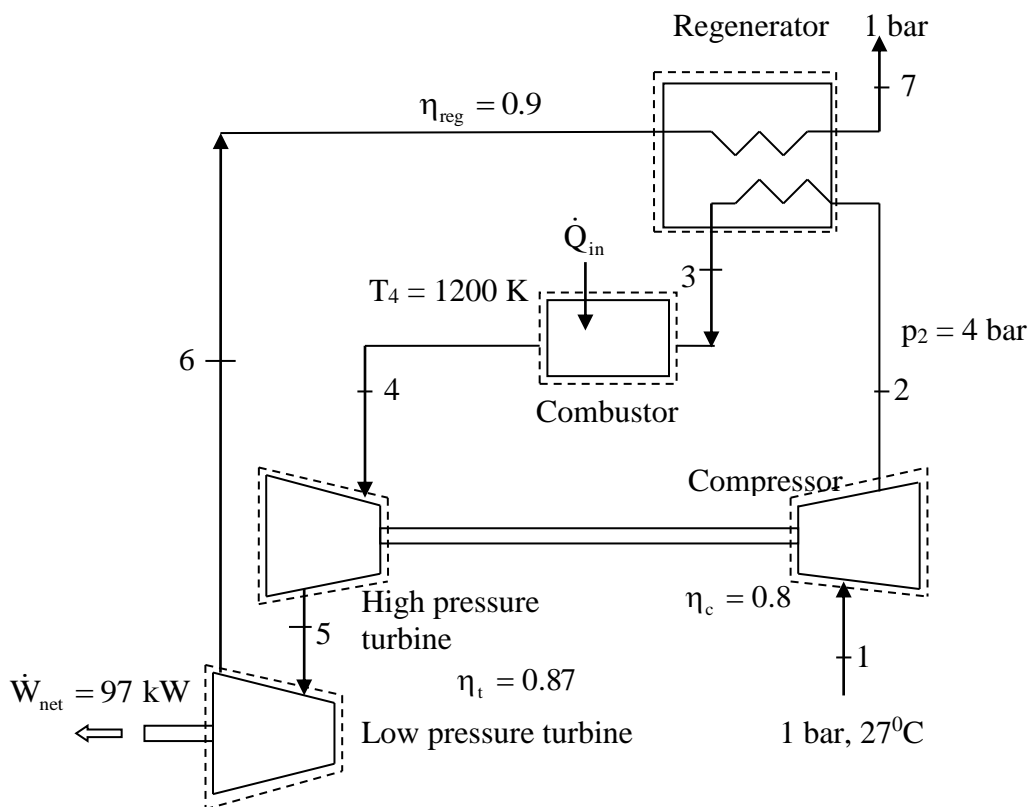 Regenerator 1 bar
7
η_reg = 0.9
Q̇_in
3
T₄ = 1200 K
p₂ = 4 bar
6
4
2
Combustor
Compressor
High pressure
turbine
η_c = 0.8
5
1
η_t = 0.87
Ẇ_net = 97 kW
Low pressure turbine
1 bar, 27⁰C